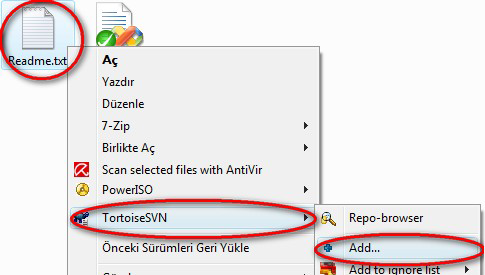 Readme.txt
Aç
Yazdır
Düzenle
7-Zip
Birlikte Aç
Scan selected files with AntiVir
PowerISO
TortoiseSVN
Repo-browser
Önceki Sürümleri Geri Yükle
Add...
Add to ignore list